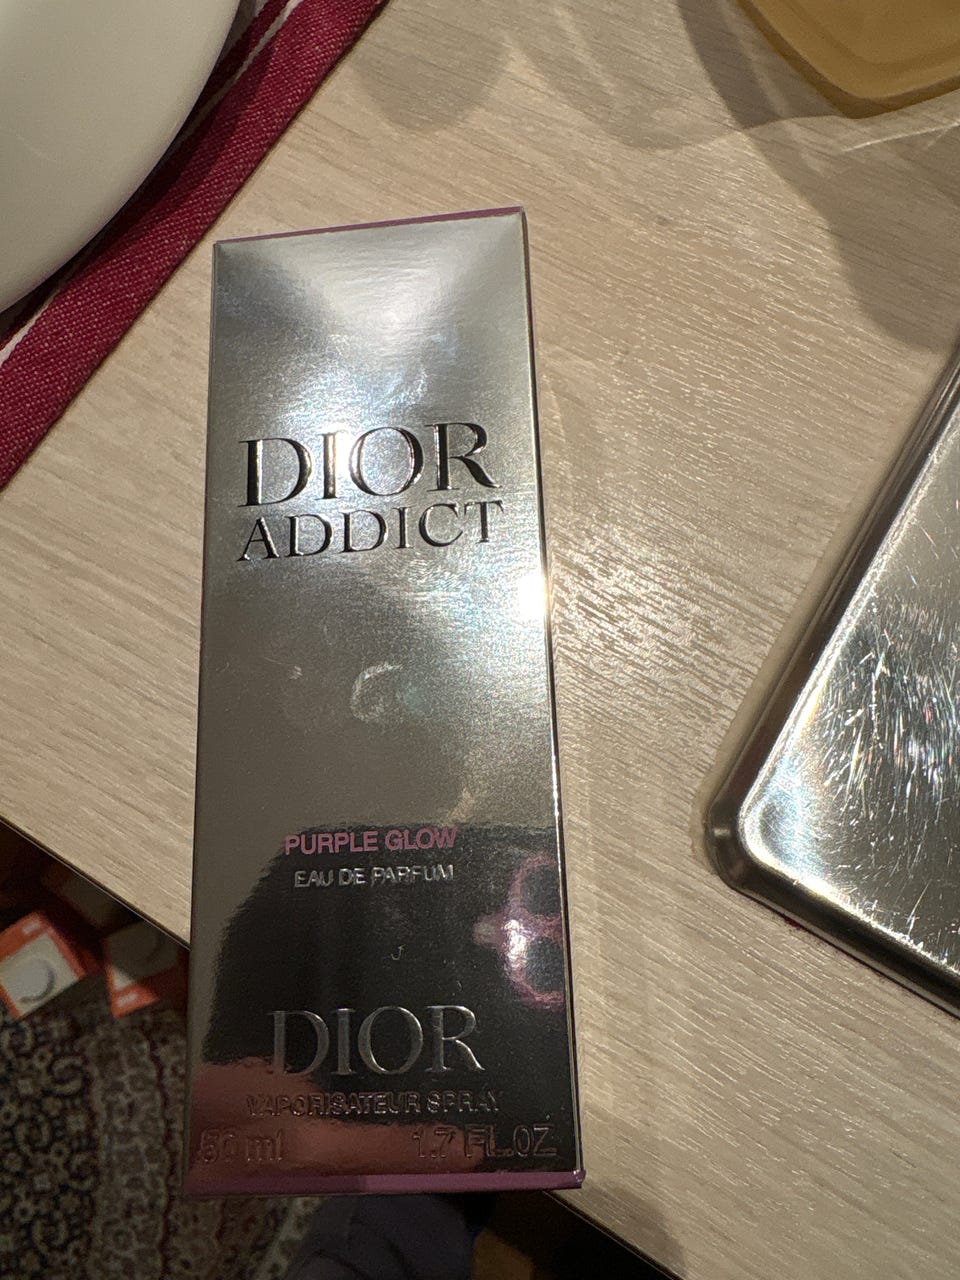 DIOR
ADDICT
PURPLE GLOW
EAU DE PARFUM
DIOR
VAPORISATEUR SPRAY
50 ml 1.7 FL.OZ